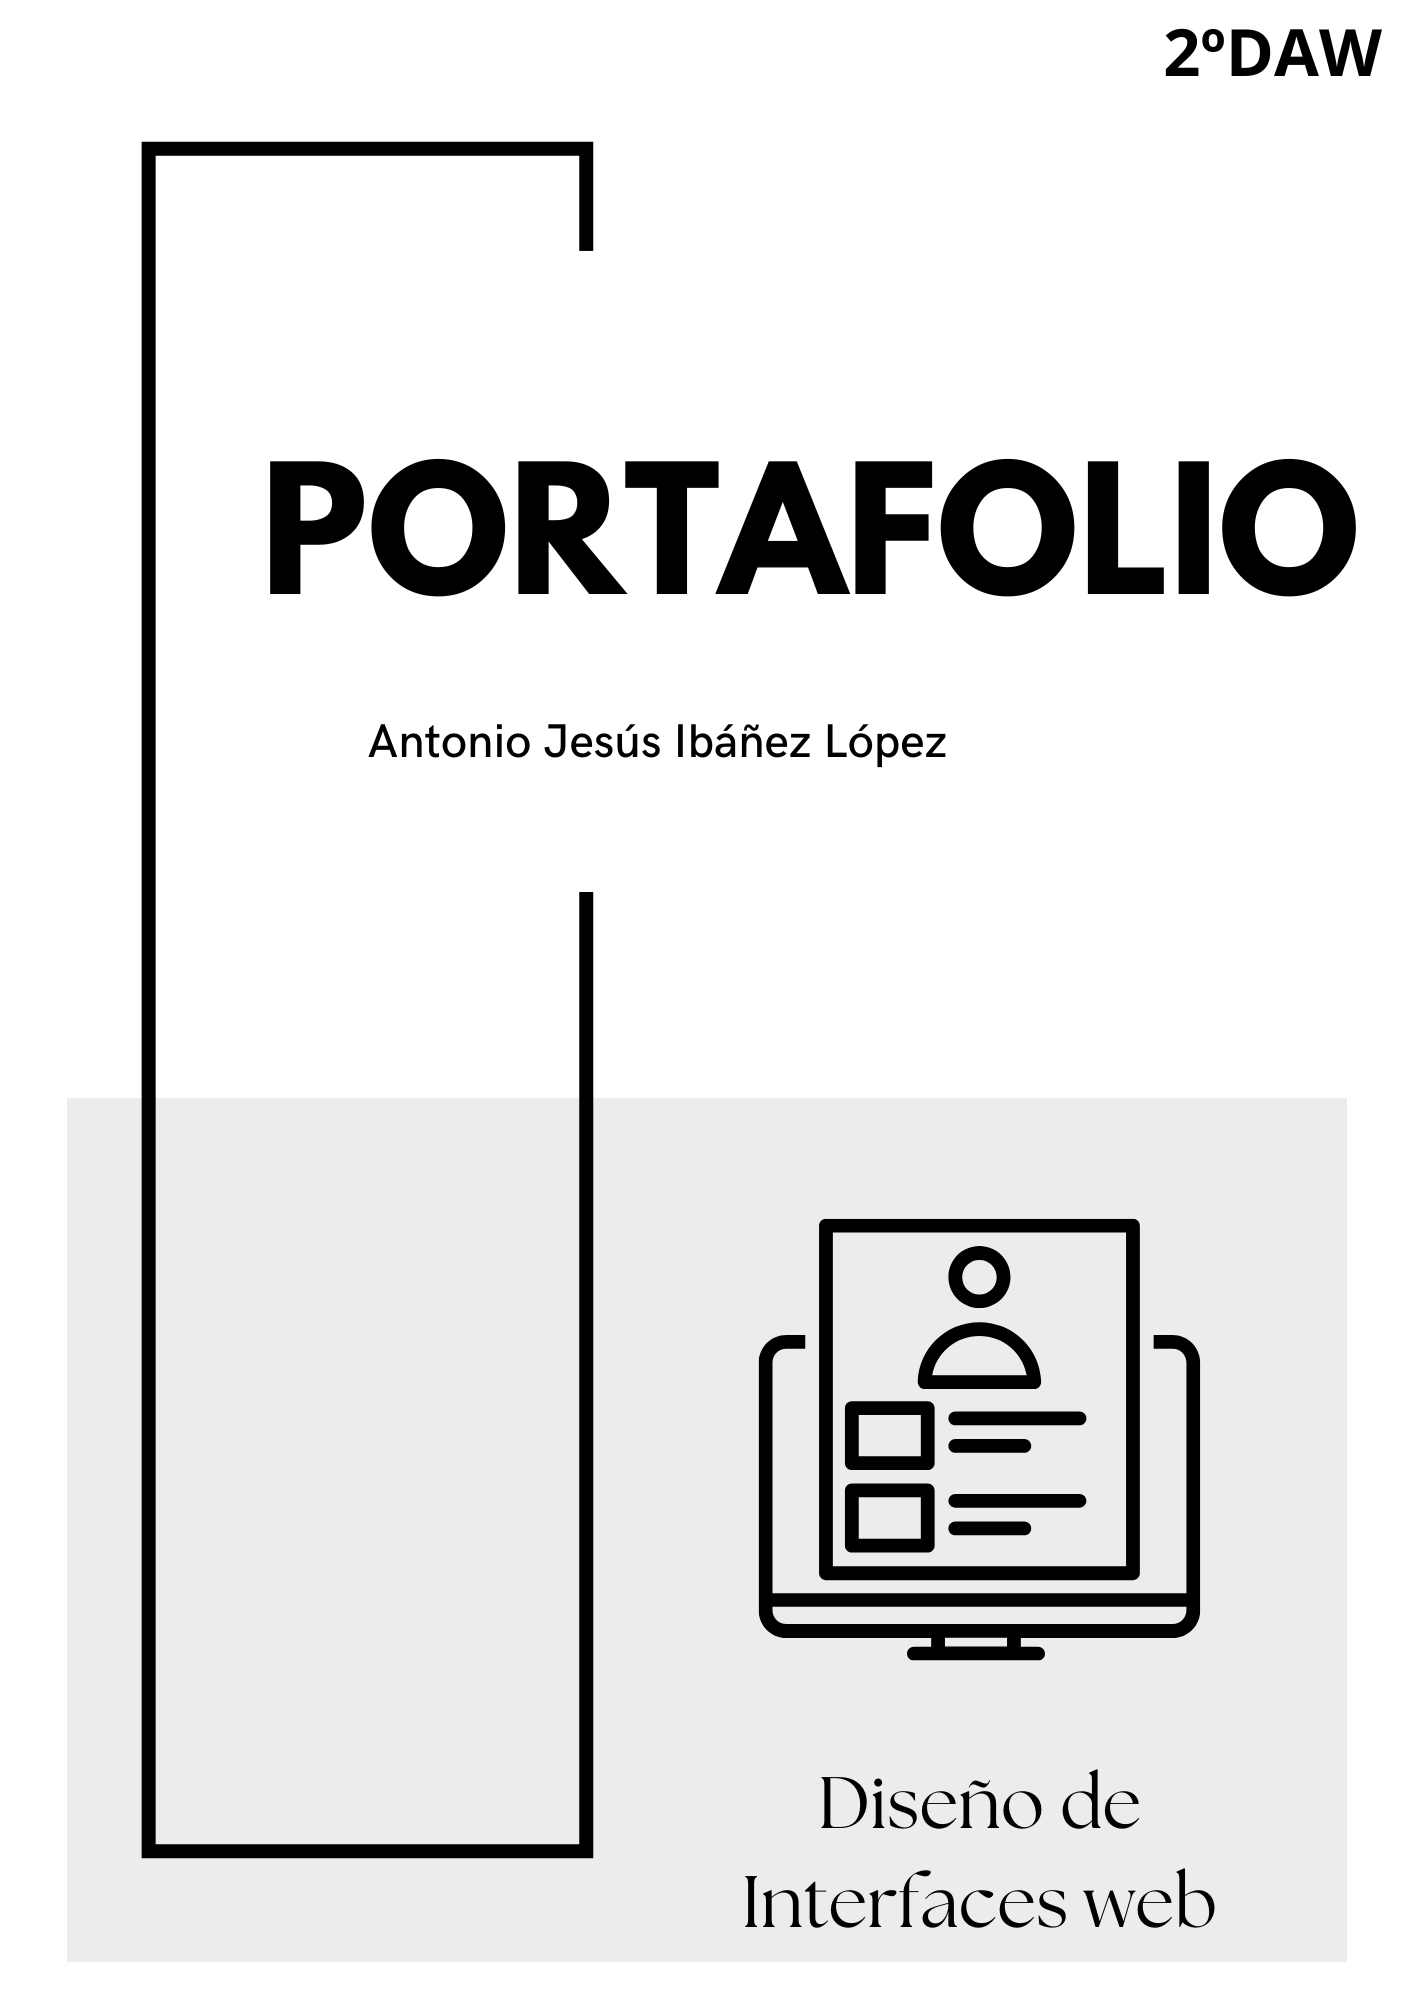 2ºDAW
PORTAFOLIO
Antonio Jesús Ibáñez López
Diseño de
Interfaces web